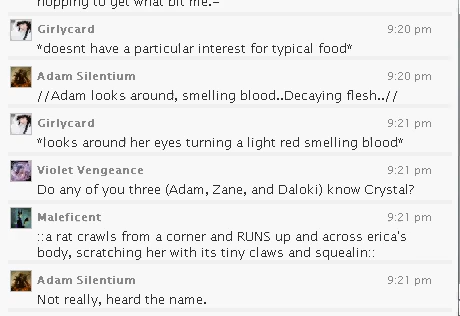 hopping to get what bit me.~
Girlycard 9:20 pm
*doesnt have a particular interest for typical food*
Adam Silentium 9:20 pm
//Adam looks around, smelling blood..Decaying flesh..//
Girlycard 9:21 pm
*looks around her eyes turning a light red smelling blood*
Violet Vengeance 9:21 pm
Do any of you three (Adam, Zane, and Daloki) know Crystal?
Maleficent 9:21 pm
::a rat crawls from a corner and RUNS up and across erica's
body, scratching her with its tiny claws and squealin::
Adam Silentium 9:21 pm
Not really, heard the name.